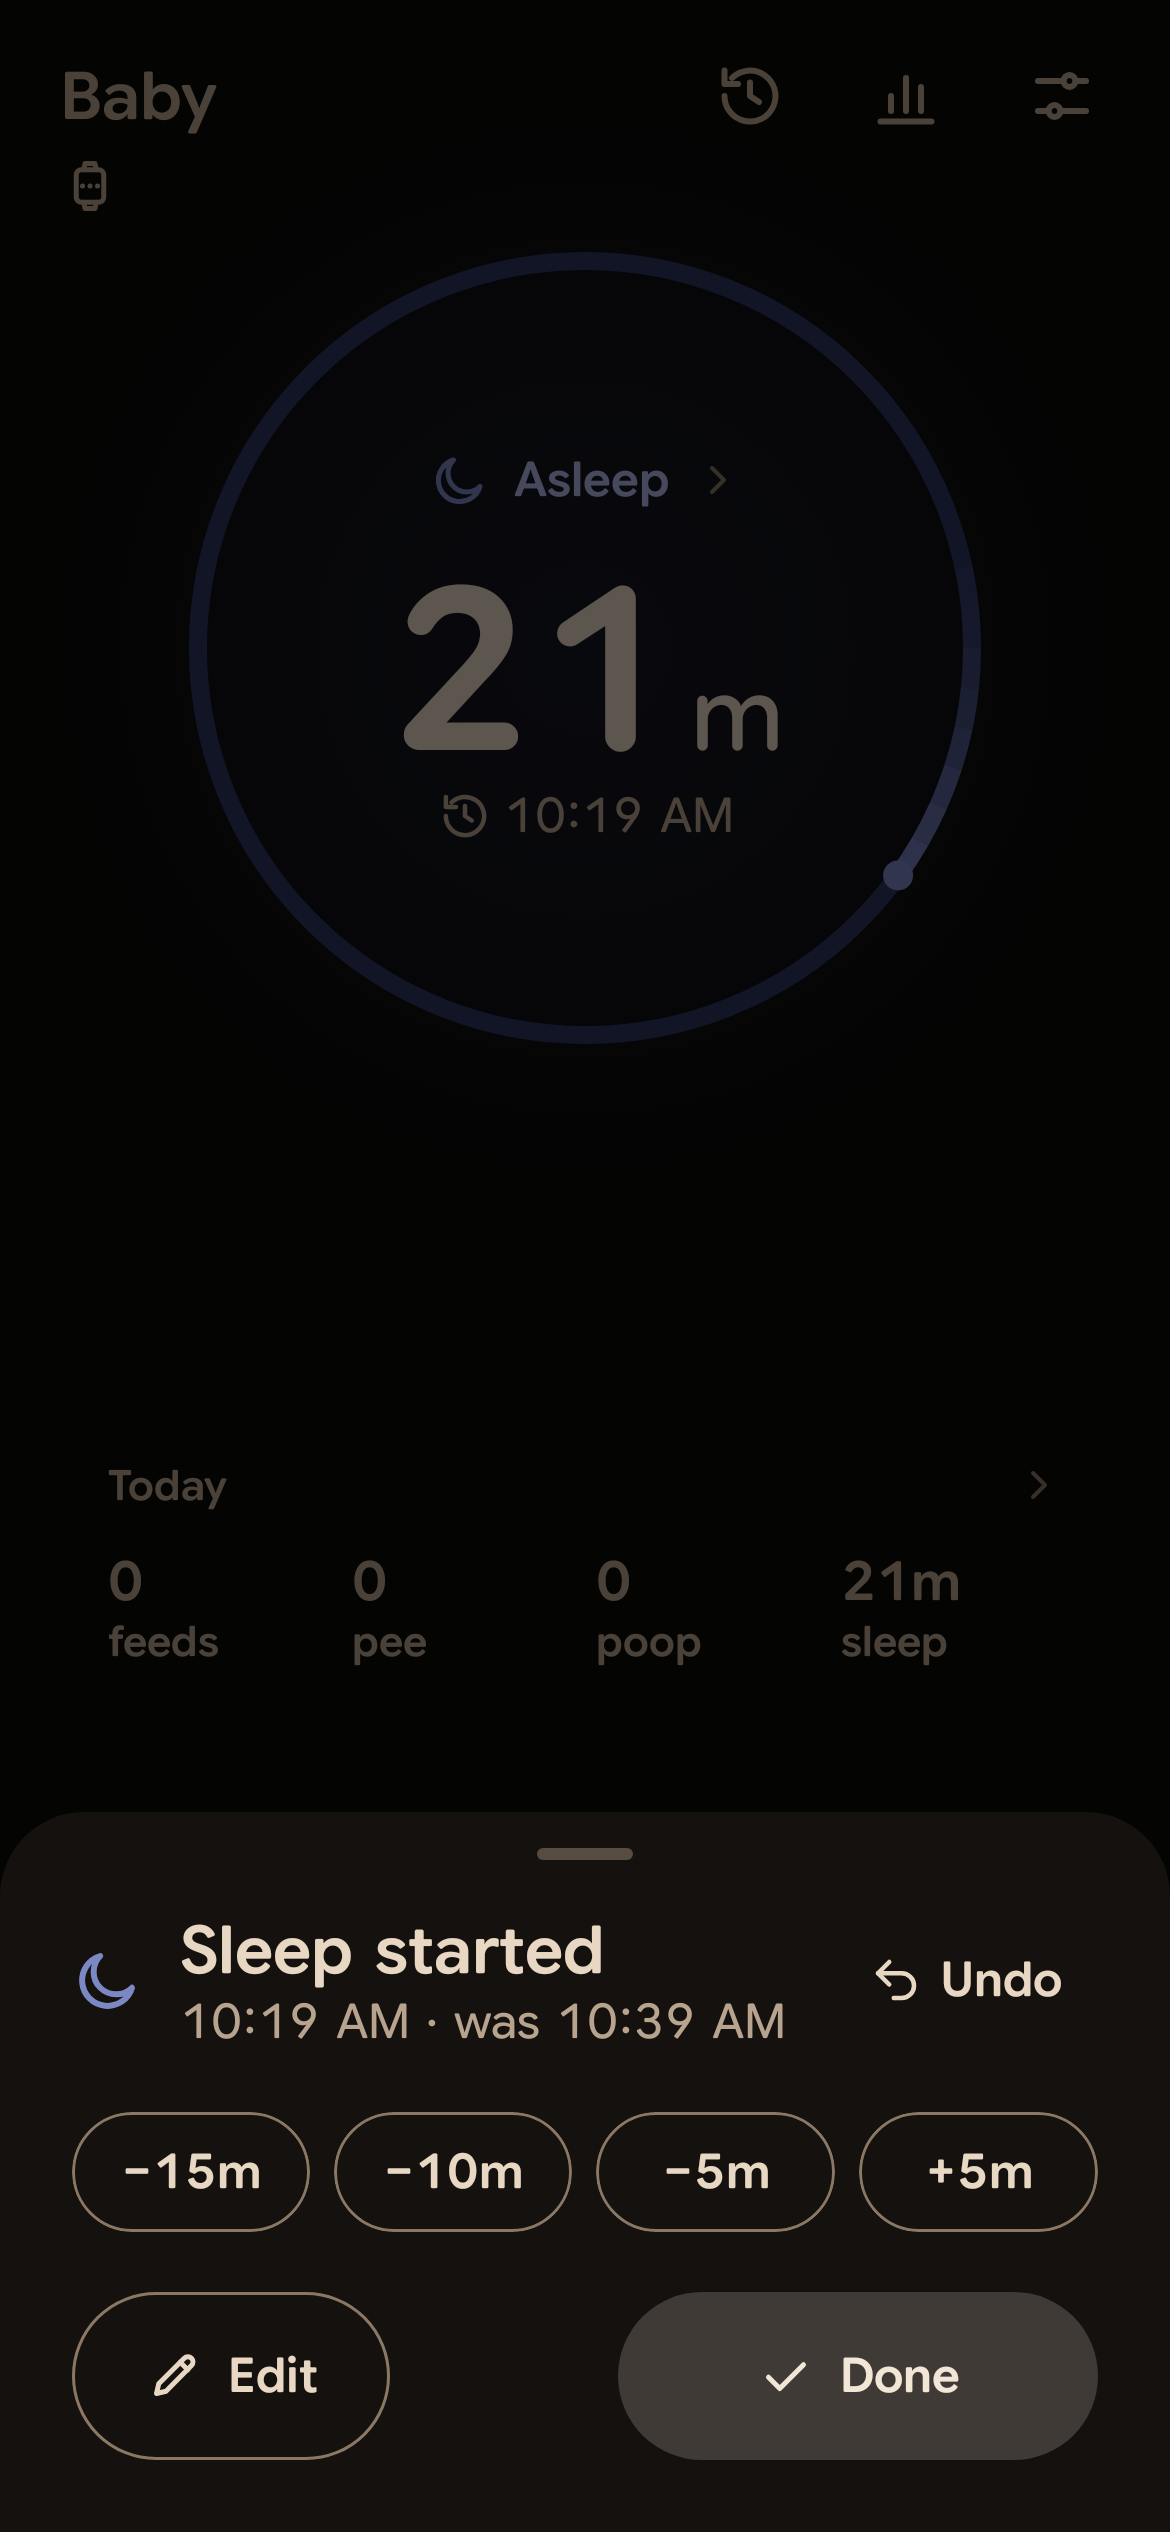 Baby
Asleep
21 m
10:19 AM
Today
0
feeds
0
pee
0
poop
21m
sleep
Sleep started
10:19 AM · was 10:39 AM
Undo
−15m
−10m
−5m
+5m
Edit
Done